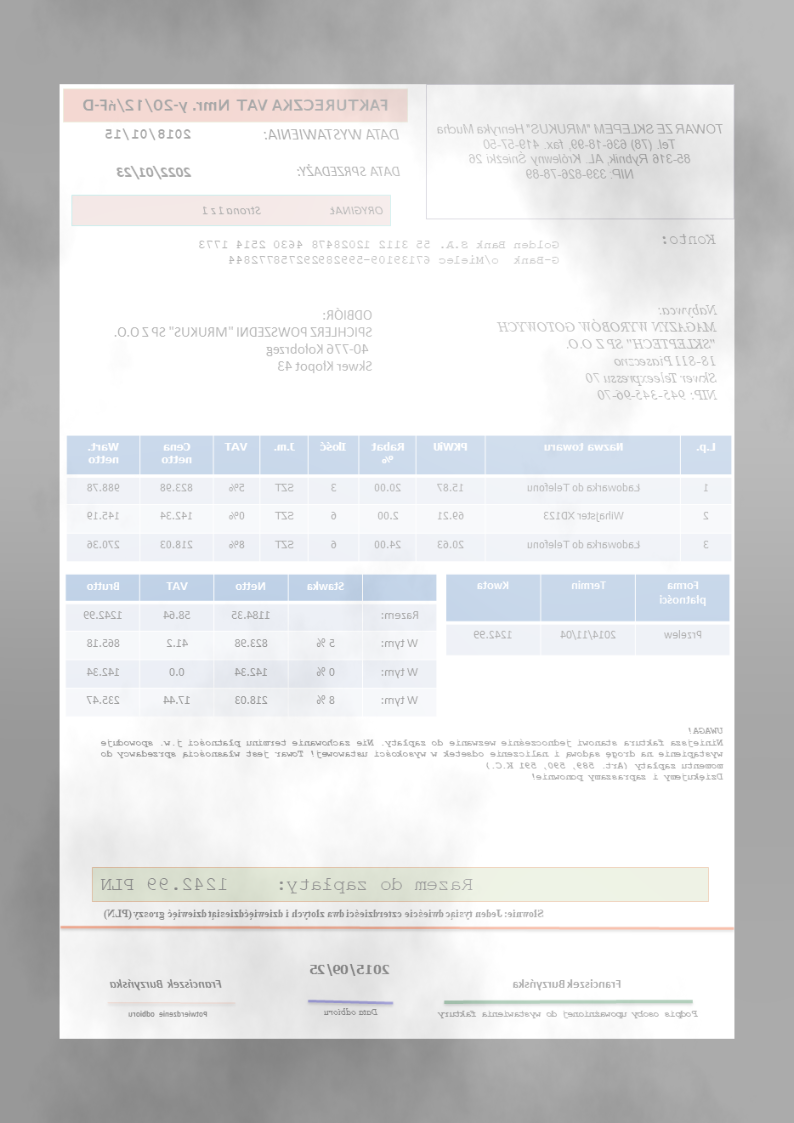 TOWAR ZE SKLEPEM "MRUKUS" Henryka Mucha
Tel. (78) 636-18-99, fax. 419-57-50
85-316 Rybnik, AL. Królewny Śnieżki 26
NIP: 339-826-78-89
FAKTURECZKA VAT Nmr. y-20/12/ńF-D
DATA WYSTAWIENIA: 2018/01/15
DATA SPRZEDAŻY: 2022/01/23
ORYGINAŁ Strona 1 z 1
Konto: Golden Bank S.A. 55 3112 12028478 4630 2514 1773
G-Bank o/Mielec
Nabywca:
MAGAZYN WYROBÓW GOTOWYCH
"SKLEPTECH" SP Z O.O.
18-811 Piaseczno
Skwer Teleexpressu 70
NIP: 945-345-96-70
ODBIÓR:
SPICHLERZ POWSZEDNI "MRUKUS" SP Z O.O.
40-776 Kołobrzeg
Skwer Kłopot 43
L.p. Nazwa towaru PKWiU Rabat % Ilość J.m. VAT Cena netto Wart. netto
1 Ładowarka do Telefonu 15.87 20.00 3 SZT 5% 823.98 988.78
2 Wihajster XD123 69.21 2.00 6 SZT 0% 142.34 145.19
3 Ładowarka do Telefonu 20.63 24.00 6 SZT 8% 218.03 270.36
Forma płatności Termin Kwota
Przelew 2014/11/04 1242.99
Stawka Netto VAT Brutto
Razem: 1184.35 58.64 1242.99
W tym: 5 % 823.98 41.2 865.18
W tym: 0 % 142.34 0.0 142.34
W tym: 8 % 218.03 17.44 235.47
UWAGA!
Niniejsza faktura stanowi jednocześnie wezwanie do zapłaty. Nie zachowanie terminu płatności j.w. spowoduje
wystąpienie na drogę sądową i naliczenie odsetek w wysokości ustawowej! Towar jest własnością sprzedawcy do
momentu zapłaty (Art. 589, 590, 591 K.C.)
Dziękujemy i zapraszamy ponownie!
Razem do zapłaty: 1242.99 PLN
Słownie: Jeden tysiąc dwieście czterdzieści dwa złotych i dziewięćdziesiąt dziewięć groszy (PLN)
Franciszek Burzyńska
Podpis osoby upoważnionej do wystawienia faktury
2015/09/25
Data odbioru
Franciszek Burzyńska
Potwierdzenie odbioru